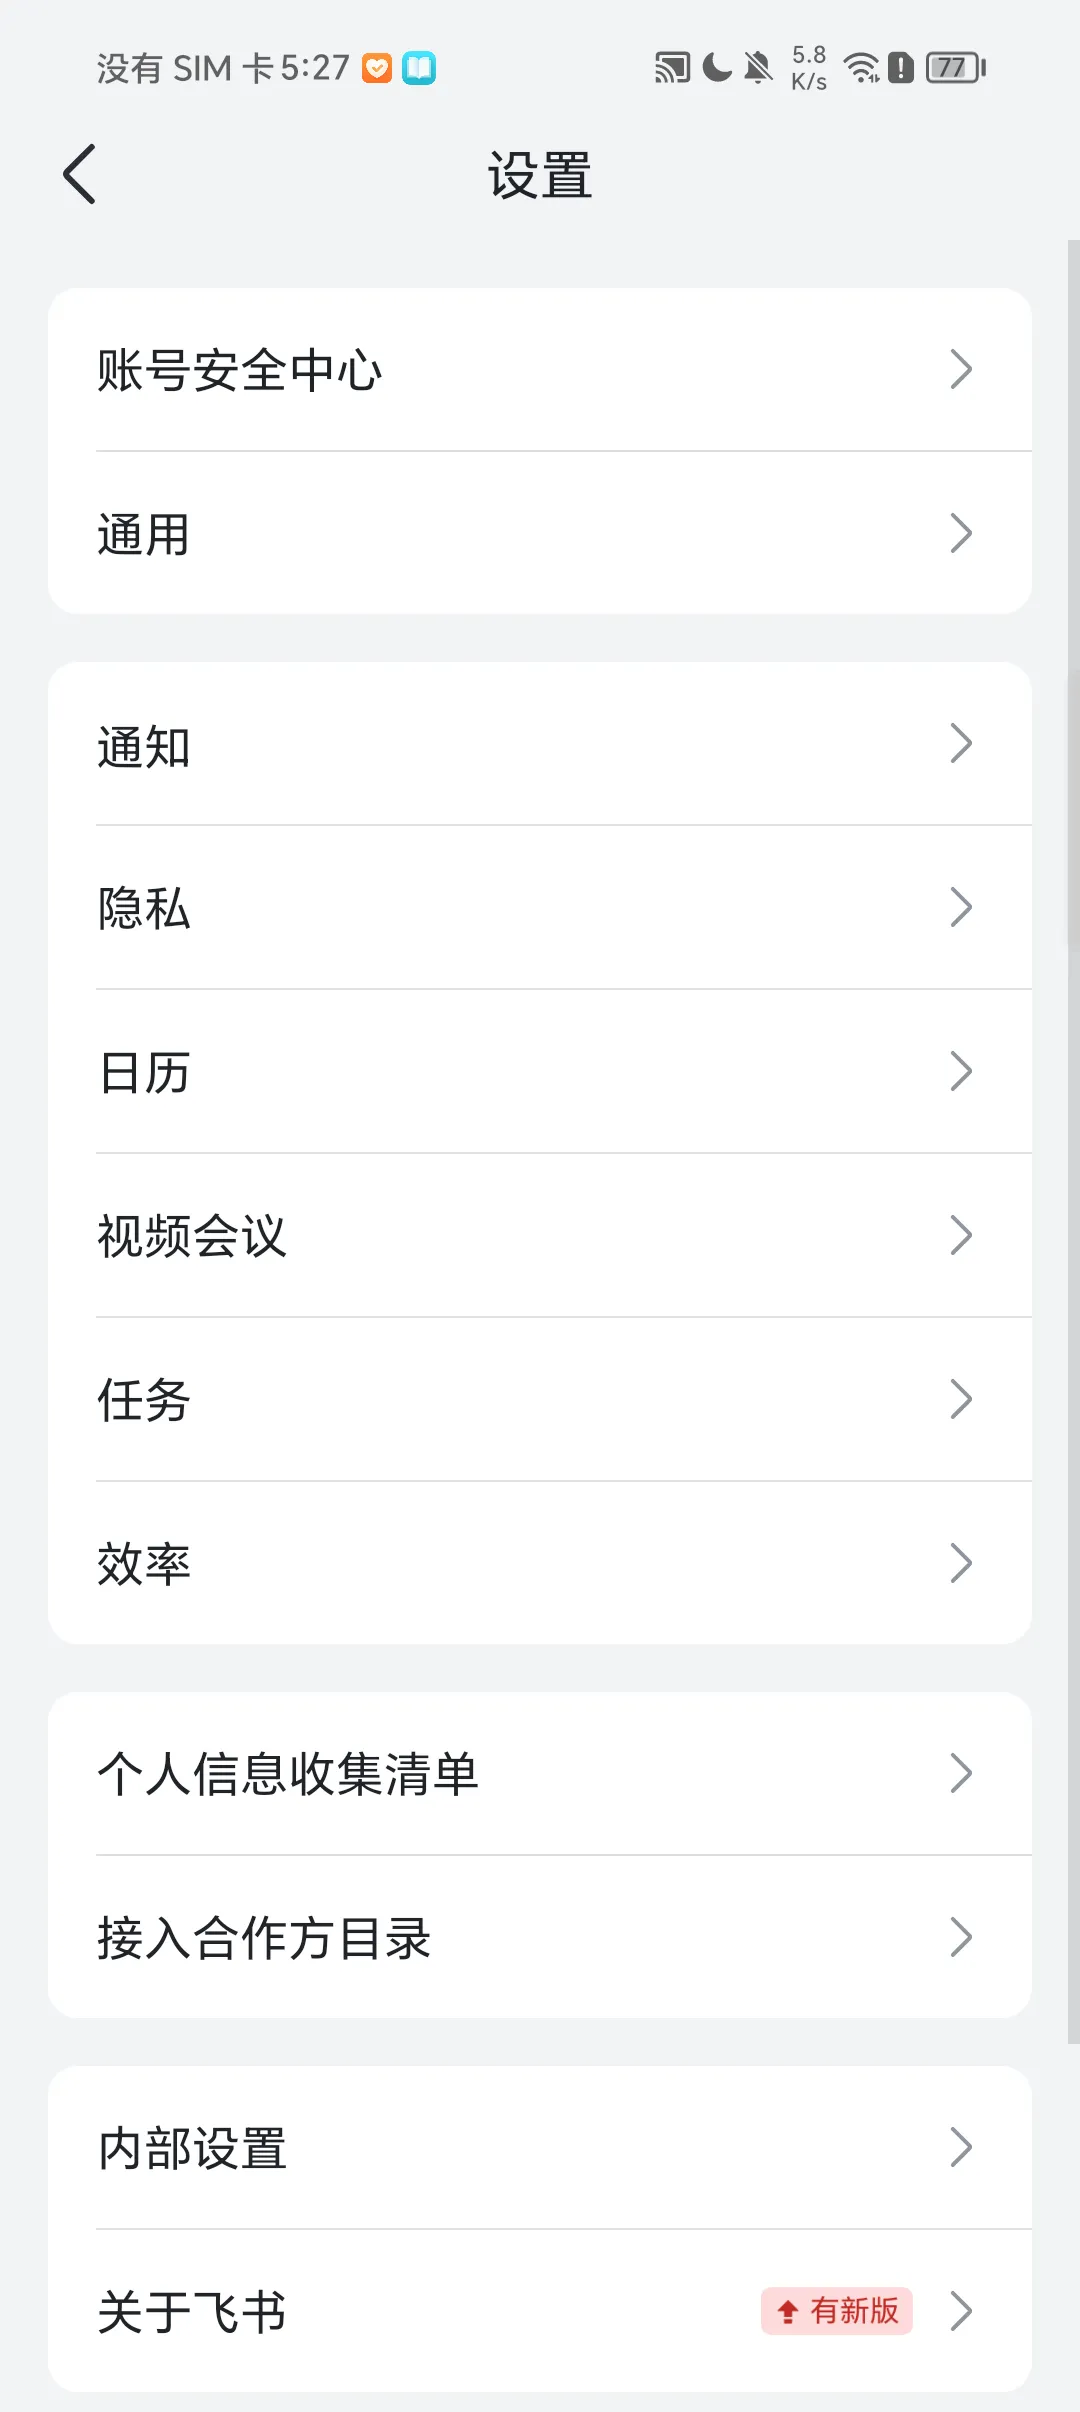 没有 SIM 卡 5:27 5.8 K/s 77
设置
账号安全中心
通用
通知
隐私
日历
视频会议
任务
效率
个人信息收集清单
接入合作方目录
内部设置
关于飞书 有新版